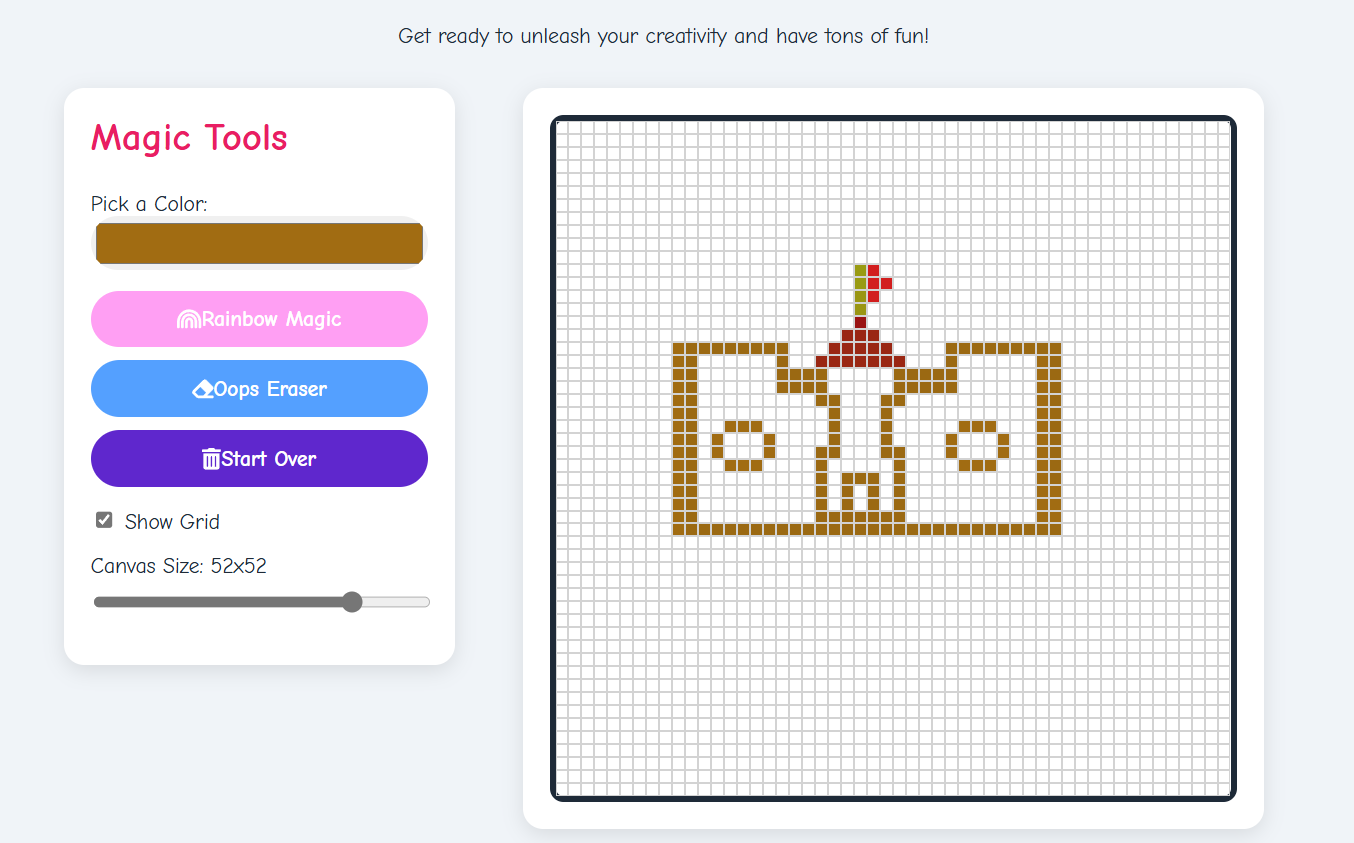 Get ready to unleash your creativity and have tons of fun!
Magic Tools
Pick a Color:
Rainbow Magic
Oops Eraser
Start Over
Show Grid
Canvas Size: 52x52